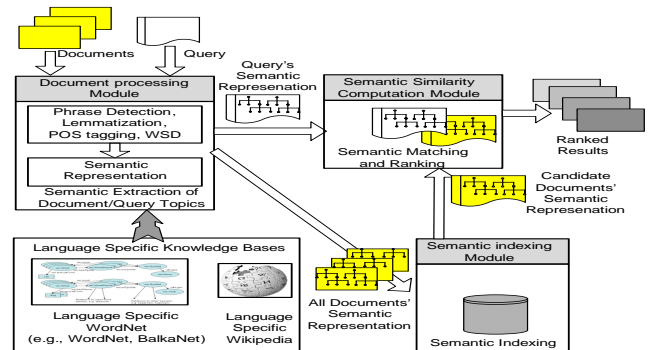 Documents
Query
Document processing
Module
Phrase Detection,
Lemmatization,
POS tagging, WSD
Semantic
Representation
Semantic Extraction of
Document/Query Topics
Query's
Semantic
Represenation
Semantic Similarity
Computation Module
Semantic Matching
and Ranking
Ranked
Results
Candidate
Documents'
Semantic
Represenation
Language Specific Knowledge Bases
Language Specific
WordNet
(e.g., WordNet, BalkaNet)
Language
Specific
Wikipedia
All Documents'
Semantic
Representation
Semantic indexing
Module
Semantic Indexing